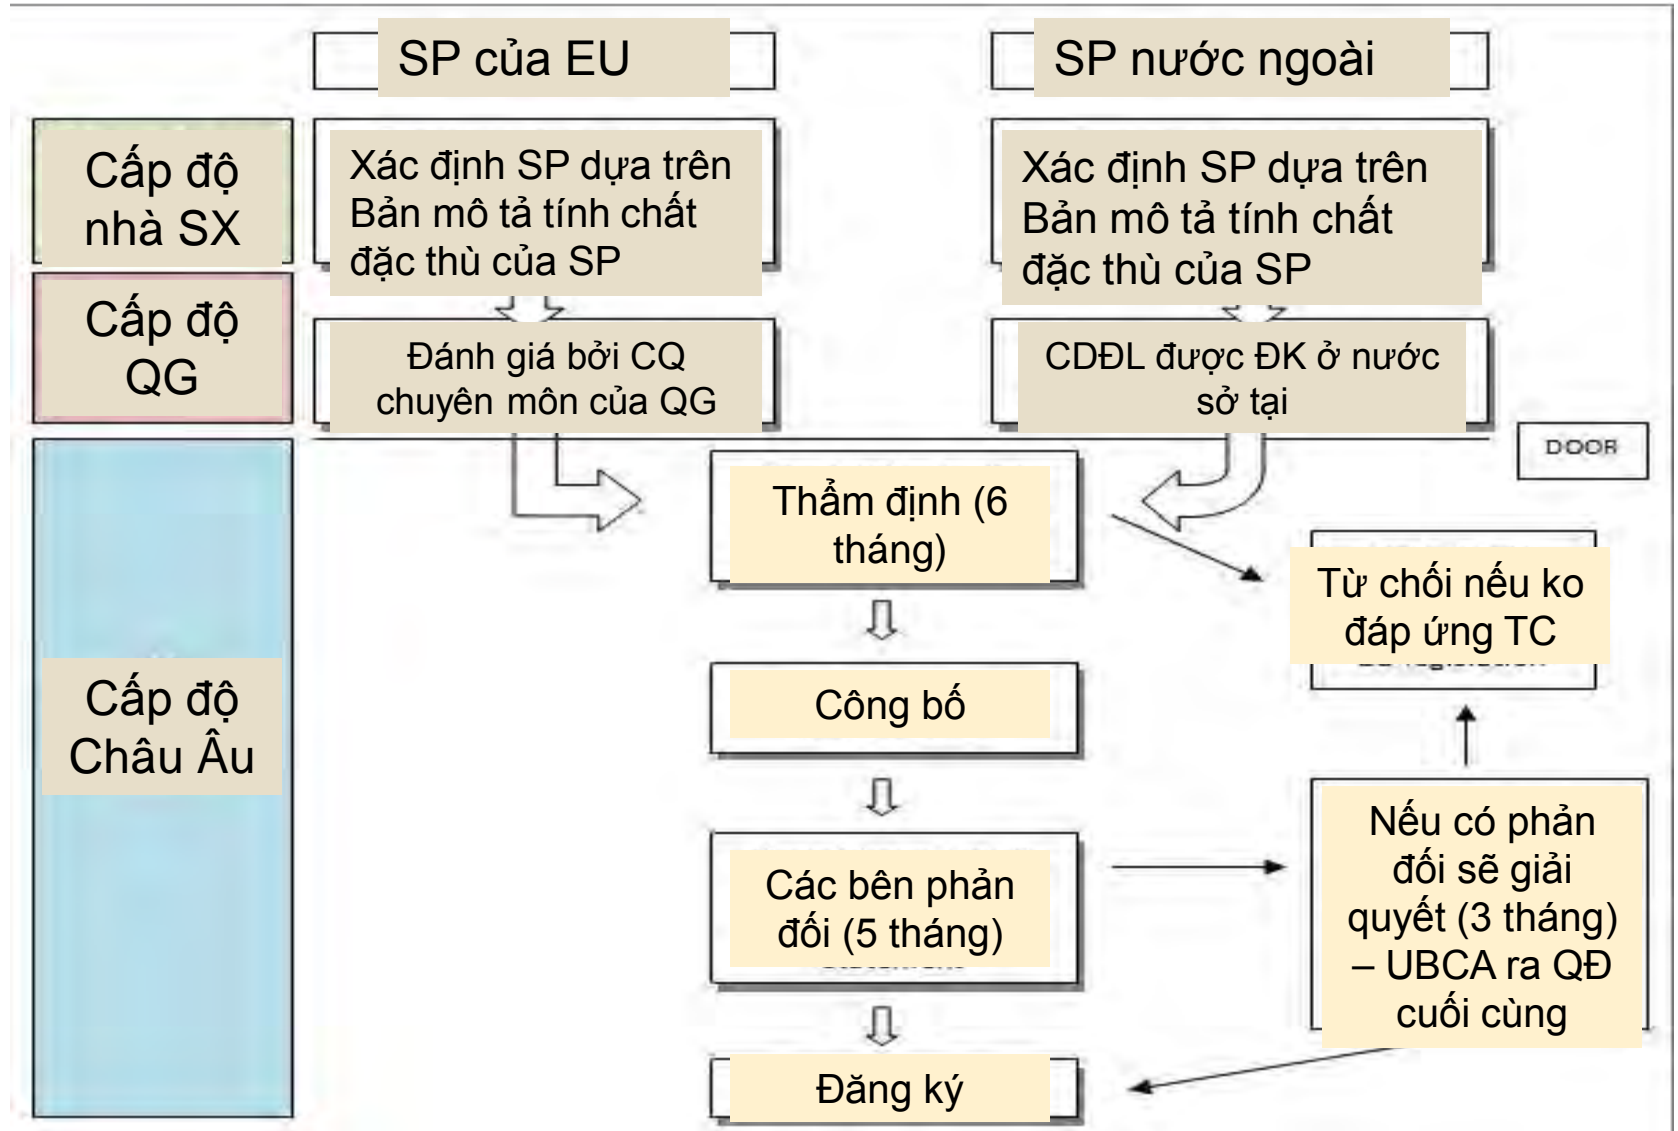 SP của EU
SP nước ngoài
Cấp độ
nhà SX
Xác định SP dựa trên
Bản mô tả tính chất
đặc thù của SP
Xác định SP dựa trên
Bản mô tả tính chất
đặc thù của SP
Cấp độ
QG
Đánh giá bởi CQ
chuyên môn của QG
CDĐL được ĐK ở nước
sở tại
DOOR
Thẩm định (6
tháng)
Từ chối nếu ko
đáp ứng TC
Cấp độ
Châu Âu
Công bố
Các bên phản
đối (5 tháng)
Nếu có phản
đối sẽ giải
quyết (3 tháng)
– UBCA ra QĐ
cuối cùng
Đăng ký